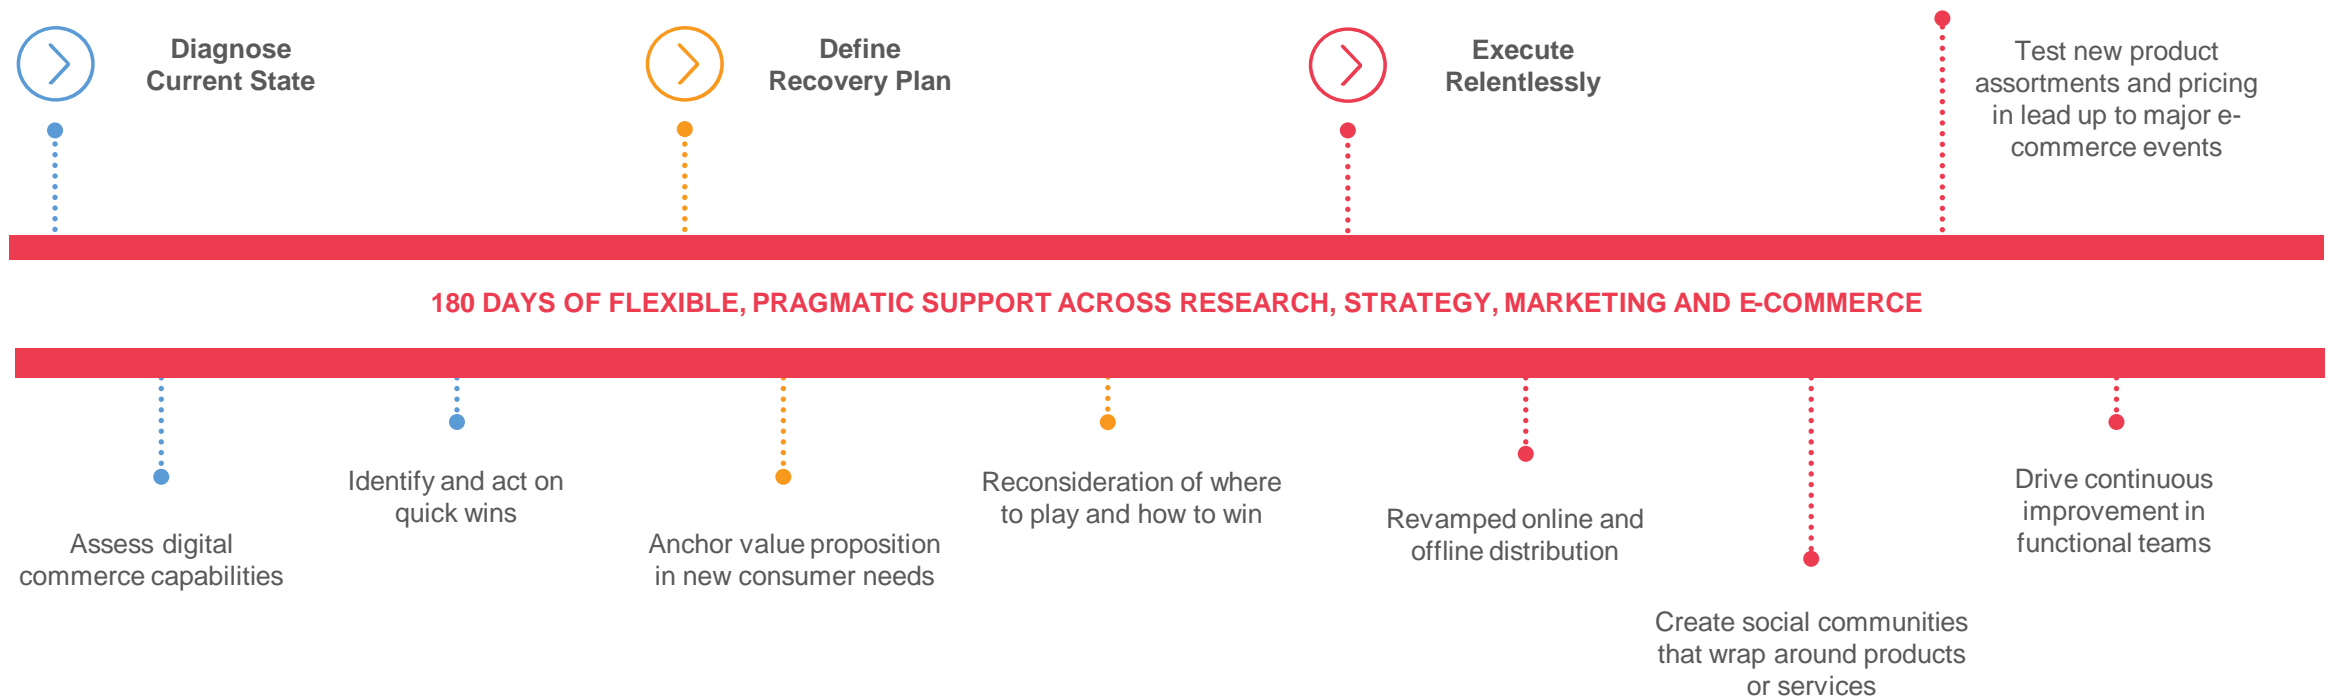 Diagnose
Current State
Define
Recovery Plan
Execute
Relentlessly
Test new product
assortments and pricing
in lead up to major e-
commerce events
180 DAYS OF FLEXIBLE, PRAGMATIC SUPPORT ACROSS RESEARCH, STRATEGY, MARKETING AND E-COMMERCE
Assess digital
commerce capabilities
Identify and act on
quick wins
Anchor value proposition
in new consumer needs
Reconsideration of where
to play and how to win
Revamped online and
offline distribution
Create social communities
that wrap around products
or services
Drive continuous
improvement in
functional teams